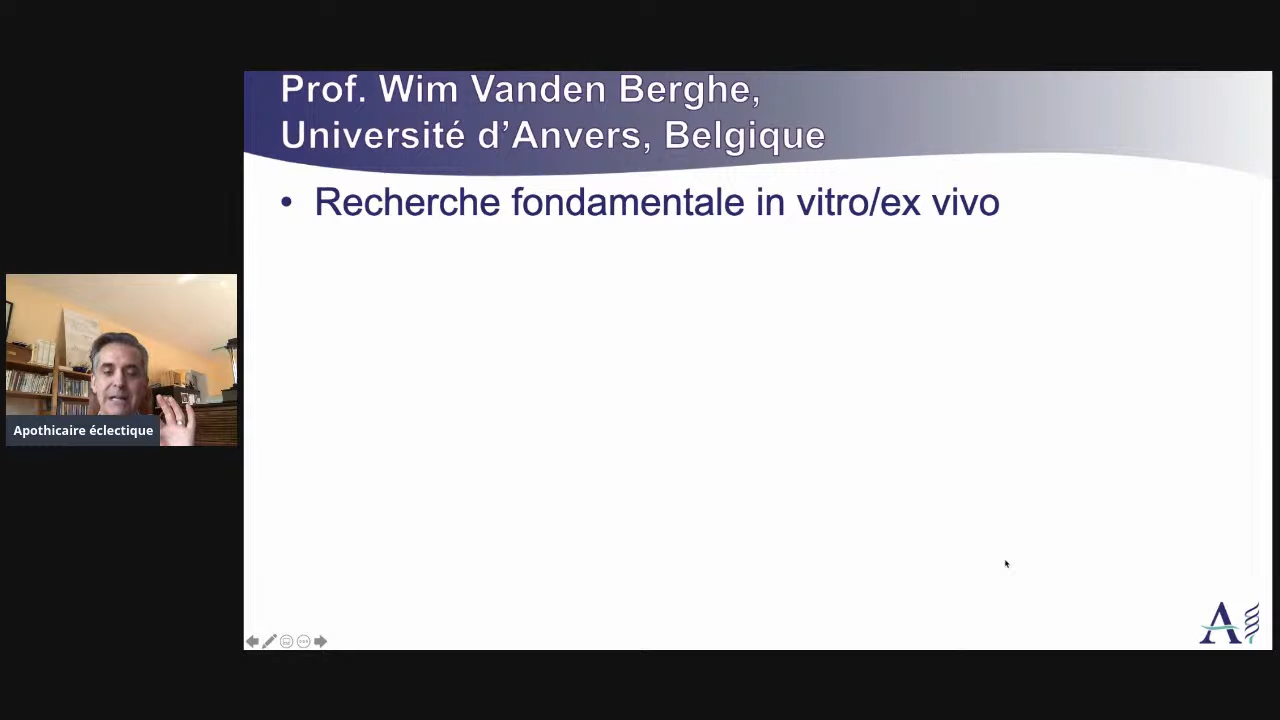 Prof. Wim Vanden Berghe,
Université d’Anvers, Belgique
• Recherche fondamentale in vitro/ex vivo
Apothicaire éclectique
A